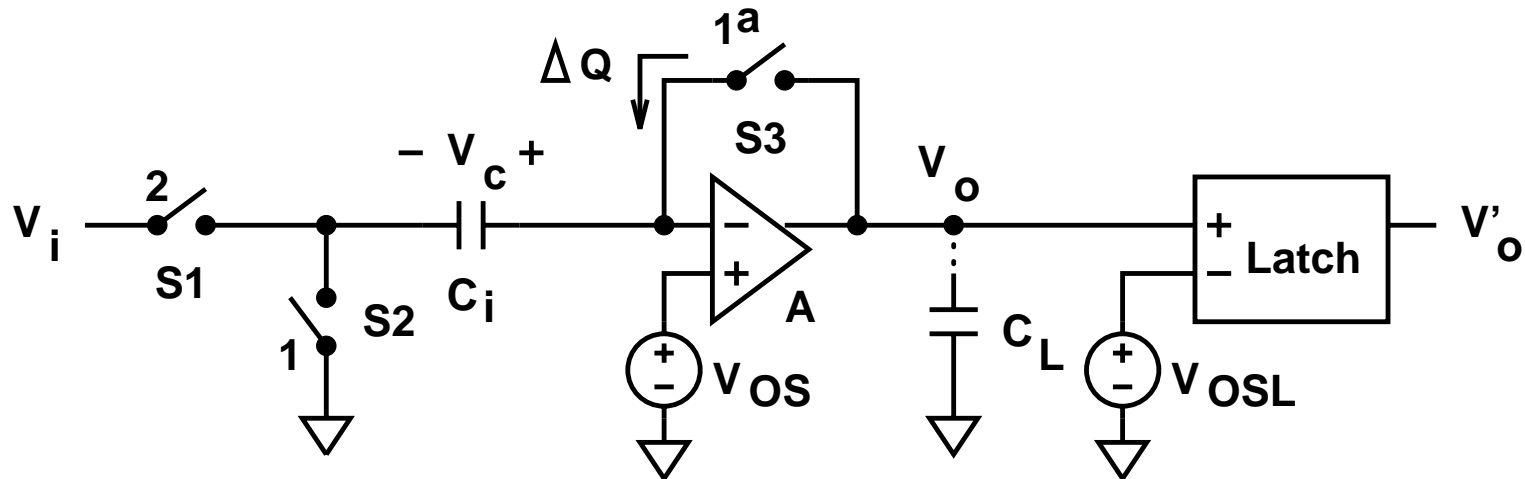 1a
ΔQ
S3
− Vc +
2
Vi
S1
Ci
S2
1
−
+
A
Vo
CL
+
−
VOS
+
−
Latch
V'o
+
−
VOSL